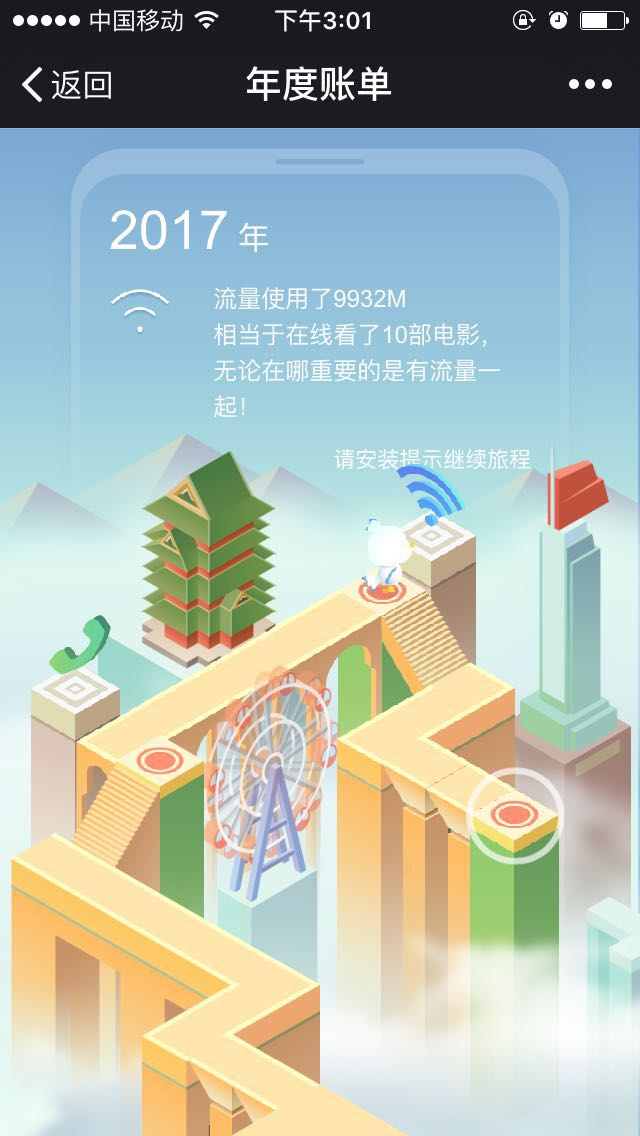 中国移动 下午3:01
返回 年度账单
2017 年
流量使用了9932M
相当于在线看了10部电影,
无论在哪重要的是有流量一
起!
请安装提示继续旅程